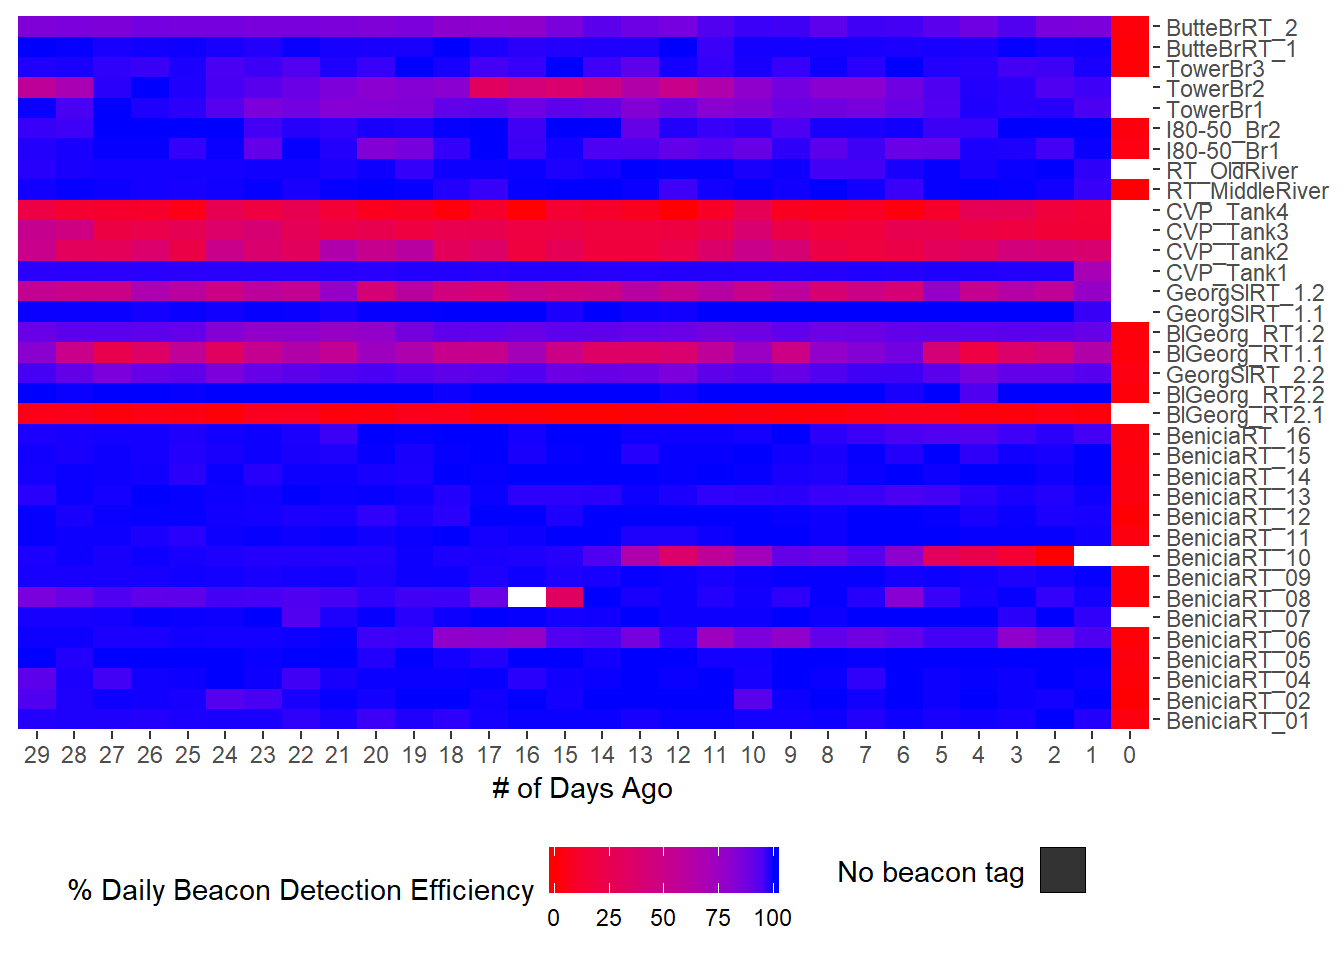 ButteBrRT_2
ButteBrRT_1
TowerBr3
TowerBr2
TowerBr1
I80-50_Br2
I80-50_Br1
RT_OldRiver
RT_MiddleRiver
CVP_Tank4
CVP_Tank3
CVP_Tank2
CVP_Tank1
GeorgSlRT_1.2
GeorgSlRT_1.1
BlGeorg_RT1.2
BlGeorg_RT1.1
GeorgSlRT_2.2
BlGeorg_RT2.2
BlGeorg_RT2.1
BeniciaRT_16
BeniciaRT_15
BeniciaRT_14
BeniciaRT_13
BeniciaRT_12
BeniciaRT_11
BeniciaRT_10
BeniciaRT_09
BeniciaRT_08
BeniciaRT_07
BeniciaRT_06
BeniciaRT_05
BeniciaRT_04
BeniciaRT_02
BeniciaRT_01
29 28 27 26 25 24 23 22 21 20 19 18 17 16 15 14 13 12 11 10 9 8 7 6 5 4 3 2 1 0
# of Days Ago
% Daily Beacon Detection Efficiency
0 25 50 75 100
No beacon tag